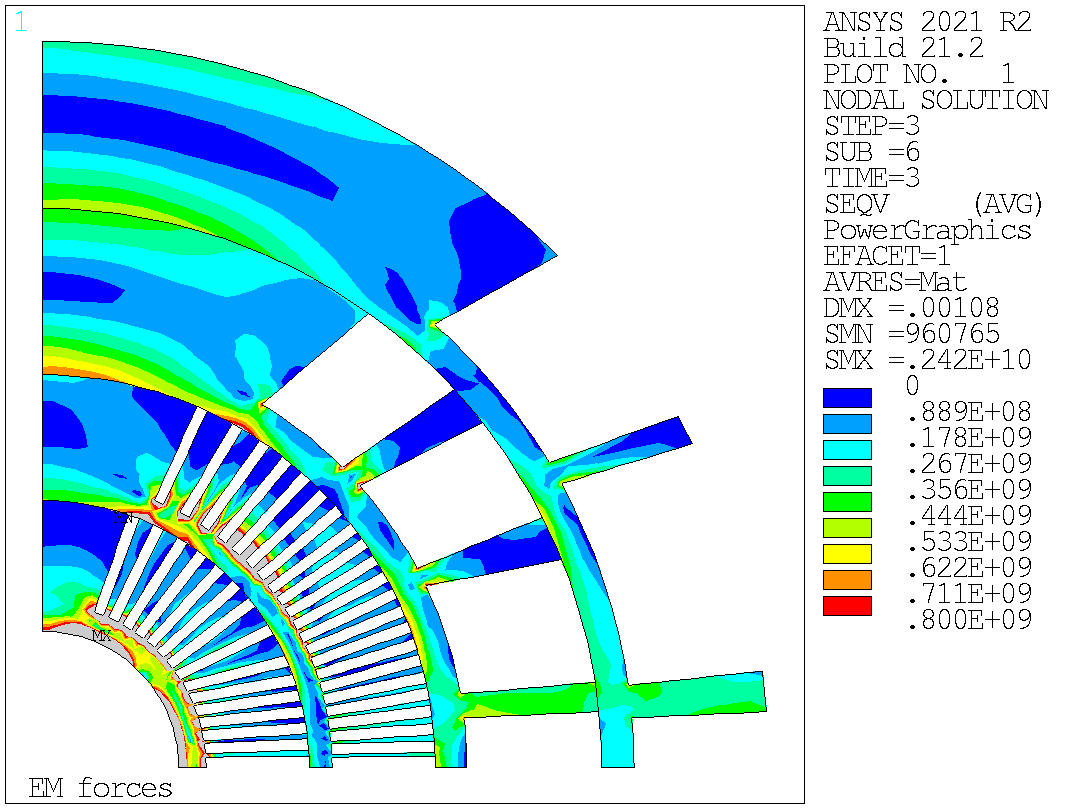 1
ANSYS 2021 R2
Build 21.2
PLOT NO.   1
NODAL SOLUTION
STEP=3
SUB =6
TIME=3
SEQV     (AVG)
PowerGraphics
EFACET=1
AVRES=Mat
DMX =.00108
SMN =960765
SMX =.242E+10
0
.889E+08
.178E+09
.267E+09
.356E+09
.444E+09
.533E+09
.622E+09
.711E+09
.800E+09
MN
MX
EM forces